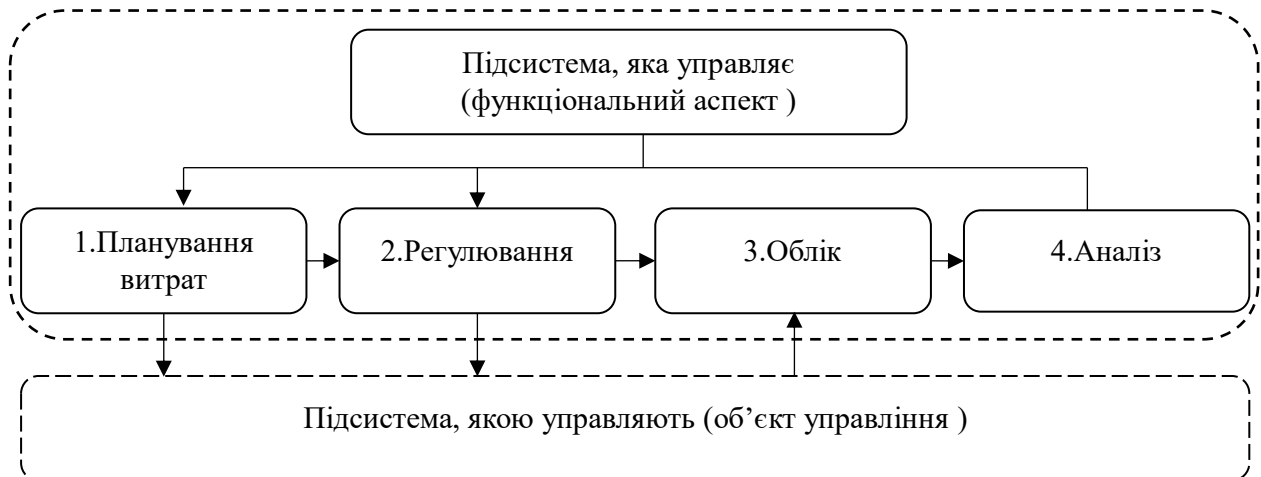 Підсистема, яка управляє
(функціональний аспект )
1.Планування
витрат
2.Регулювання
3.Облік
4.Аналіз
Підсистема, якою управляють (об’єкт управління )